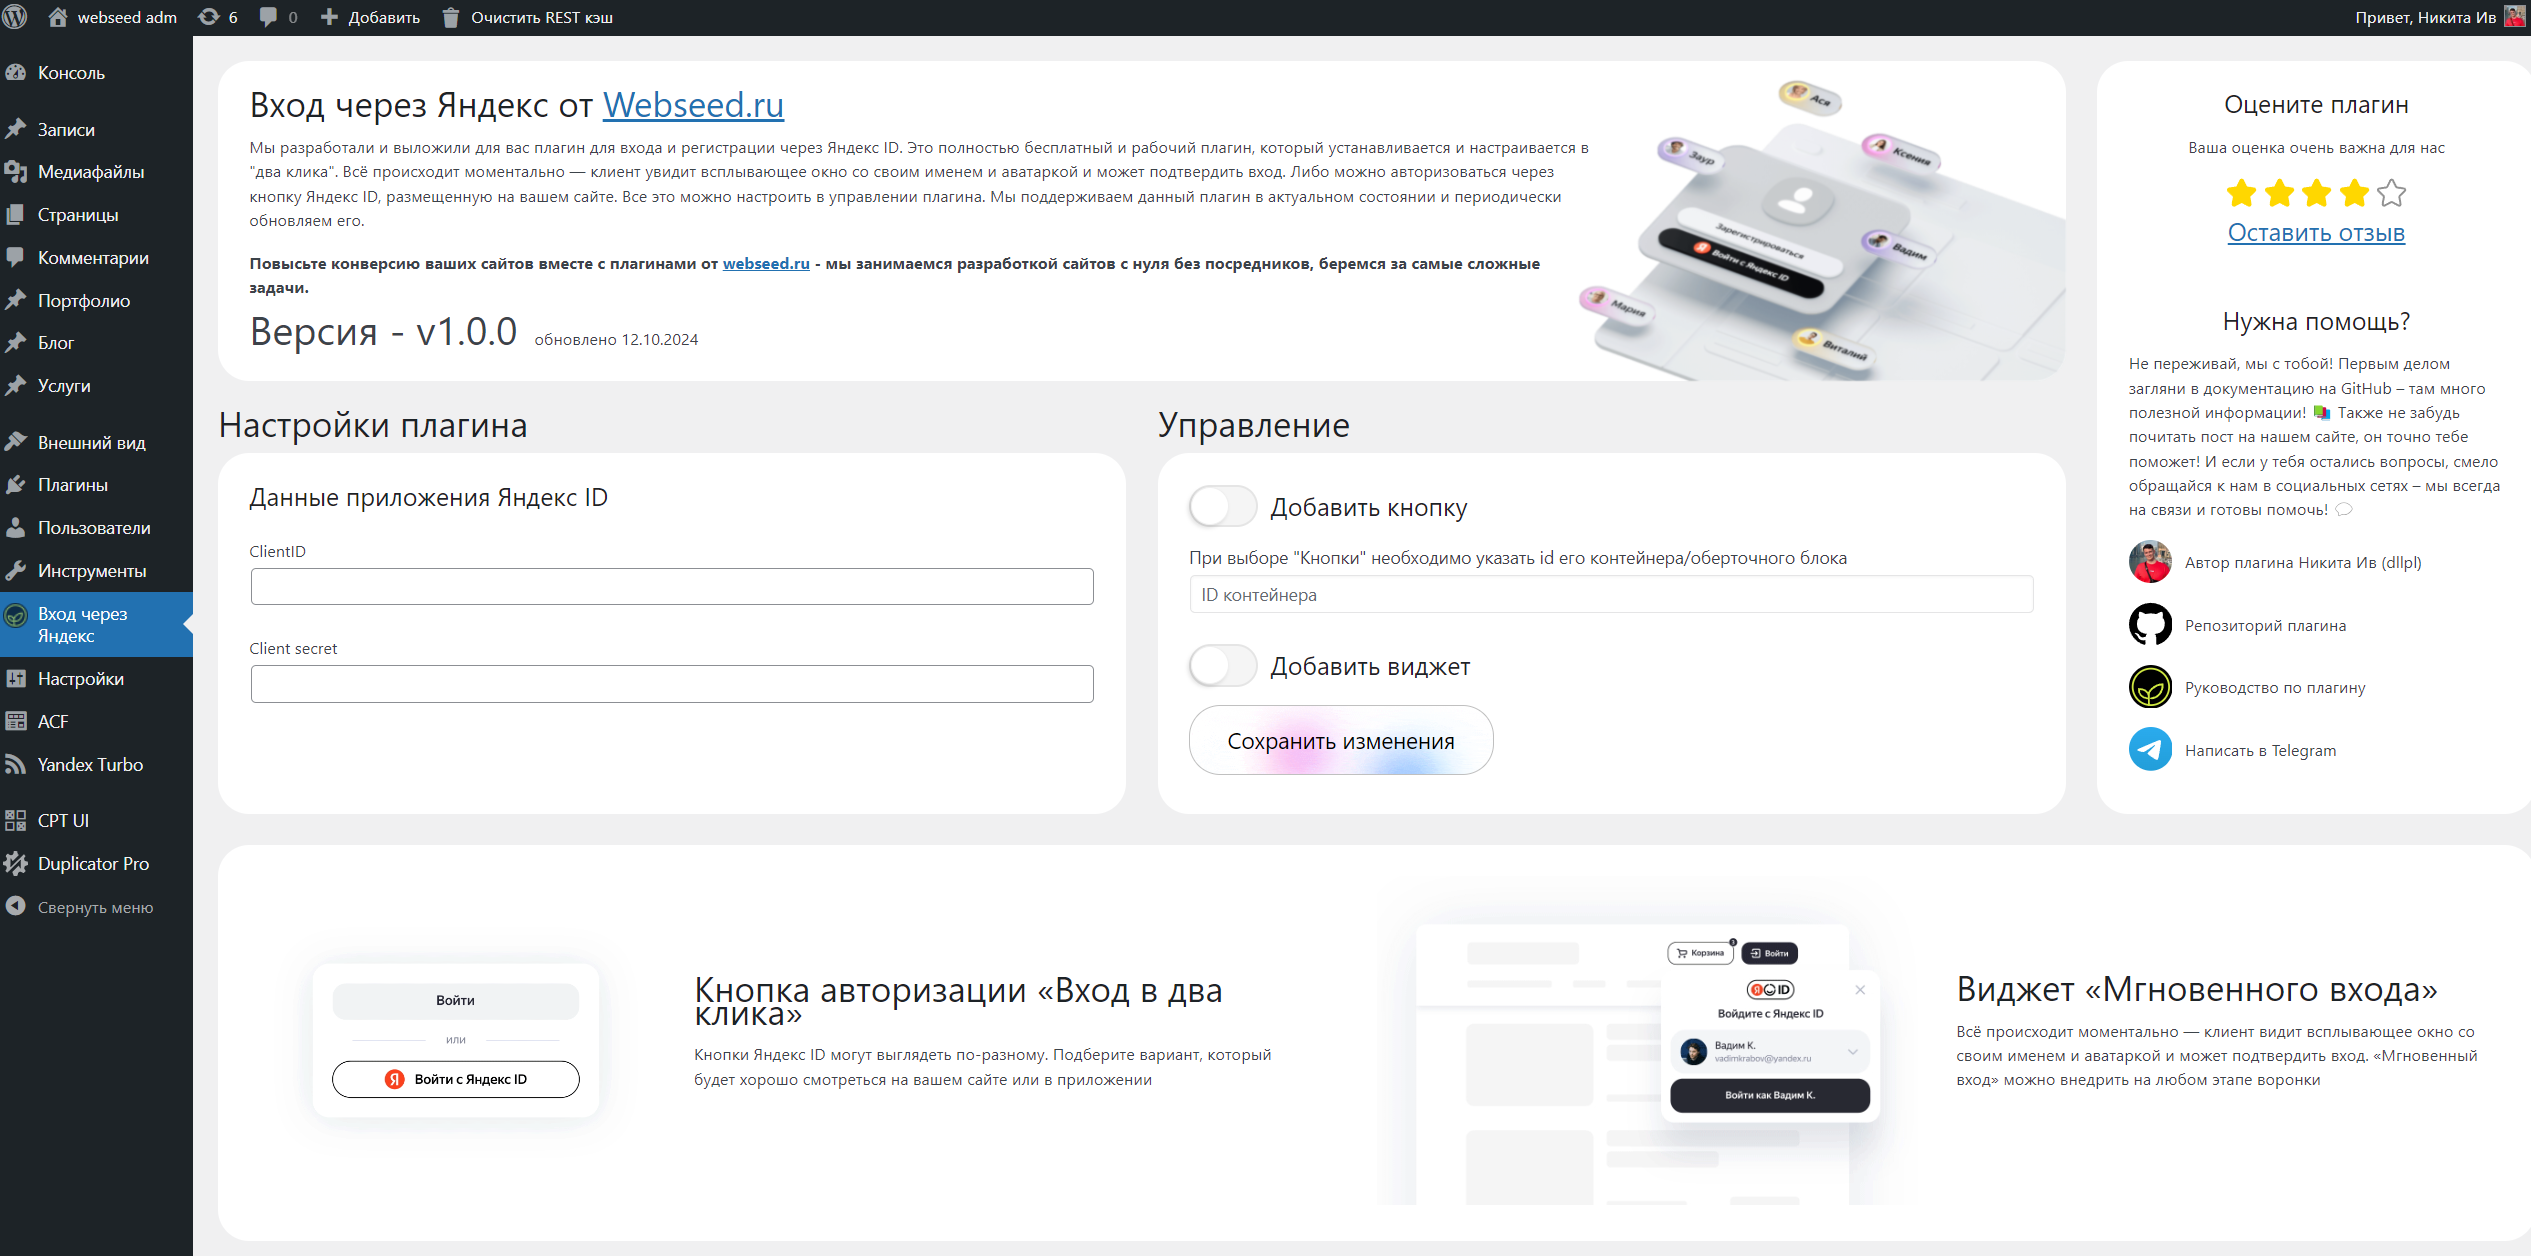 webseed adm
6
0
Добавить
Очистить REST кэш
Привет, Никита Ив
Консоль
Записи
Медиафайлы
Страницы
Комментарии
Портфолио
Блог
Услуги
Внешний вид
Плагины
Пользователи
Инструменты
Вход через
Яндекс
Настройки
ACF
Yandex Turbo
CPT UI
Duplicator Pro
Свернуть меню
Вход через Яндекс от Webseed.ru
Мы разработали и выложили для вас плагин для входа и регистрации через Яндекс ID. Это полностью бесплатный и рабочий плагин, который устанавливается и настраивается в
"два клика". Всё происходит моментально — клиент увидит всплывающее окно со своим именем и аватаркой и может подтвердить вход. Либо можно авторизоваться через
кнопку Яндекс ID, размещенную на вашем сайте. Все это можно настроить в управлении плагина. Мы поддерживаем данный плагин в актуальном состоянии и периодически
обновляем его.
Повысьте конверсию ваших сайтов вместе с плагинами от webseed.ru - мы занимаемся разработкой сайтов с нуля без посредников, беремся за самые сложные
задачи.
Версия - v1.0.0 обновлено 12.10.2024
Ася
Ксения
Заур
Зарегистрироваться
Войти с Яндекс ID
Вадим
Мария
Виталий
Оцените плагин
Ваша оценка очень важна для нас
Оставить отзыв
Нужна помощь?
Не переживай, мы с тобой! Первым делом
загляни в документацию на GitHub – там много
полезной информации! 📚 Также не забудь
почитать пост на нашем сайте, он точно тебе
поможет! И если у тебя остались вопросы, смело
обращайся к нам в социальных сетях – мы всегда
на связи и готовы помочь! 💬
Автор плагина Никита Ив (dllpl)
Репозиторий плагина
Руководство по плагину
Написать в Telegram
Настройки плагина
Данные приложения Яндекс ID
ClientID
Client secret
Управление
Добавить кнопку
При выборе "Кнопки" необходимо указать id его контейнера/оберточного блока
ID контейнера
Добавить виджет
Сохранить изменения
Войти
или
Я Войти с Яндекс ID
Кнопка авторизации «Вход в два
клика»
Кнопки Яндекс ID могут выглядеть по-разному. Подберите вариант, который
будет хорошо смотреться на вашем сайте или в приложении
Корзина
Войти
Я ID
Войдите с Яндекс ID
Вадим К.
vadimkrabov@yandex.ru
Войти как Вадим К.
Виджет «Мгновенного входа»
Всё происходит моментально — клиент видит всплывающее окно со
своим именем и аватаркой и может подтвердить вход. «Мгновенный
вход» можно внедрить на любом этапе воронки